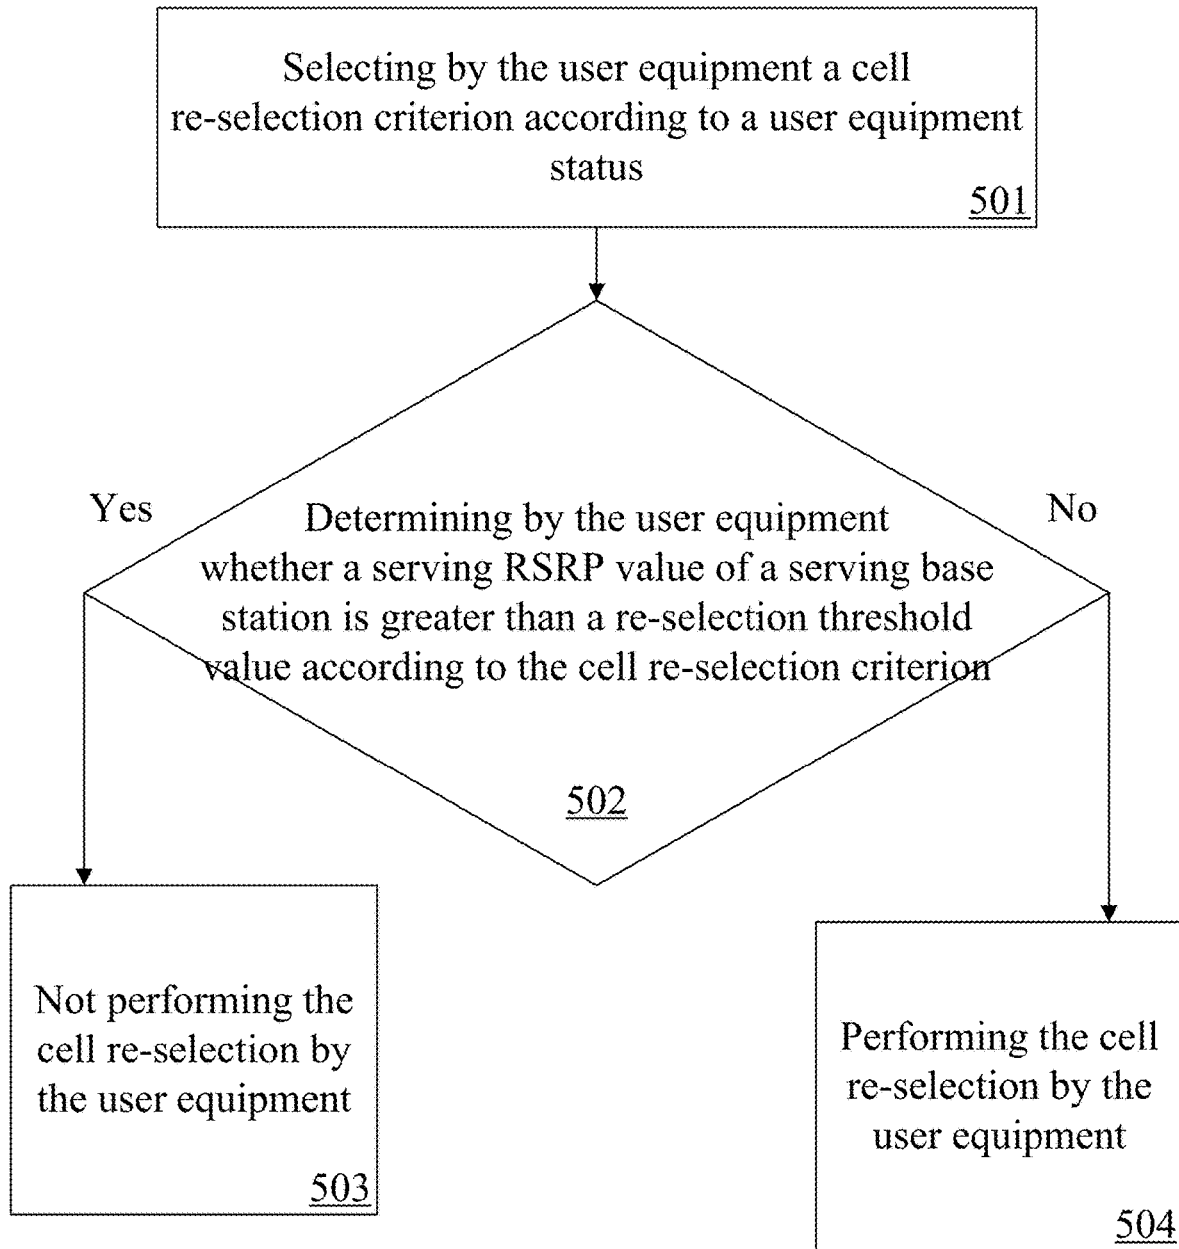 Selecting by the user equipment a cell
re-selection criterion according to a user equipment
status
501
Yes
No
Determining by the user equipment
whether a serving RSRP value of a serving base
station is greater than a re-selection threshold
value according to the cell re-selection criterion
502
Not performing the
cell re-selection by
the user equipment
503
Performing the cell
re-selection by the
user equipment
504